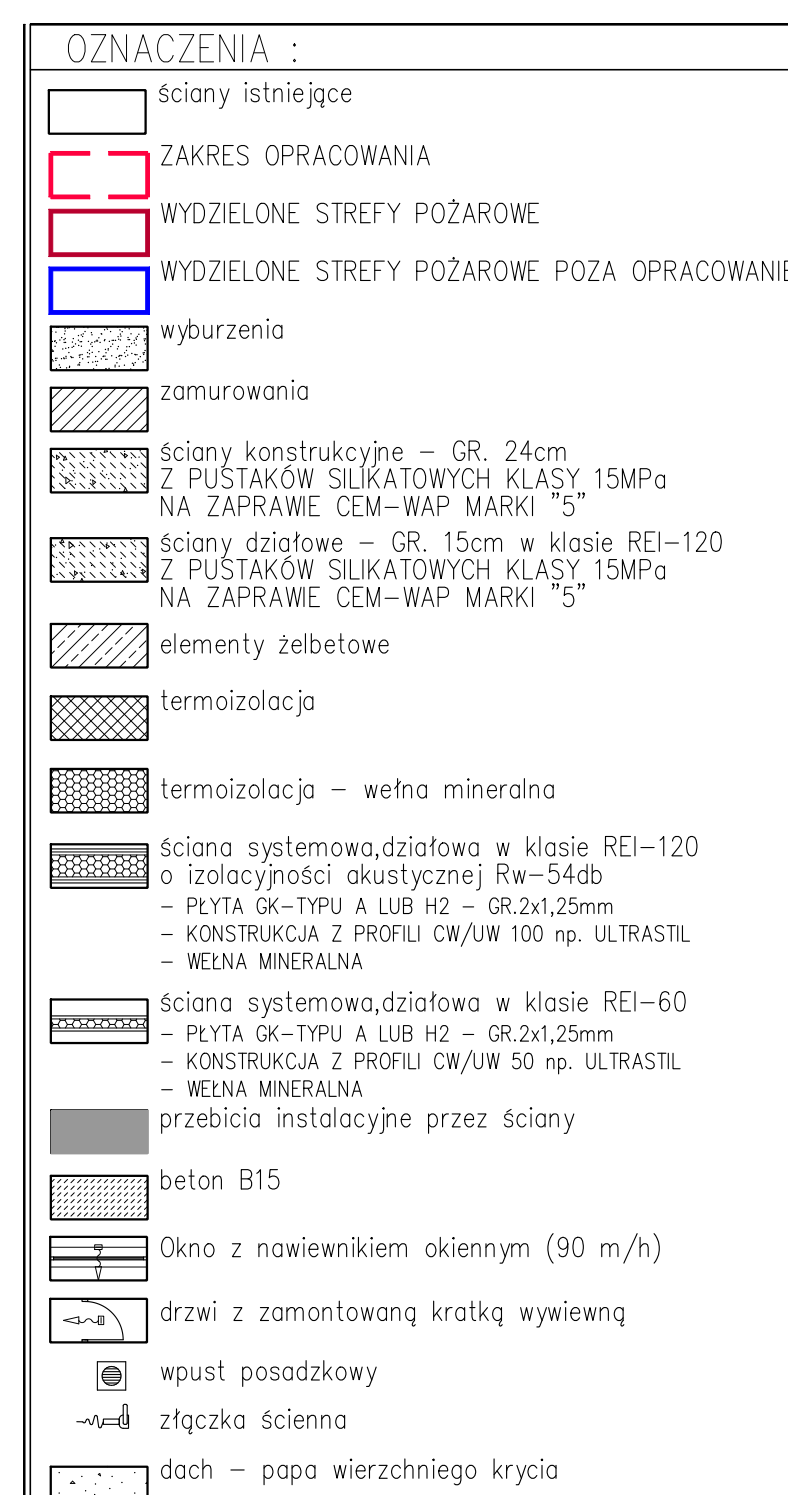 OZNACZENIA :
ściany istniejące
ZAKRES OPRACOWANIA
WYDZIELONE STREFY POŻAROWE
WYDZIELONE STREFY POŻAROWE POZA OPRACOWANIE
wyburzenia
zamurowania
ściany konstrukcyjne – GR. 24cm
Z PUSTAKÓW SILIKATOWYCH KLASY 15MPa
NA ZAPRAWIE CEM–WAP MARKI "5"
ściany działowe – GR. 15cm w klasie REI–120
Z PUSTAKÓW SILIKATOWYCH KLASY 15MPa
NA ZAPRAWIE CEM–WAP MARKI "5"
elementy żelbetowe
termoizolacja
termoizolacja – wełna mineralna
ściana systemowa,działowa w klasie REI–120
o izolacyjności akustycznej Rw–54db
– PŁYTA GK–TYPU A LUB H2 – GR.2x1,25mm
– KONSTRUKCJA Z PROFILI CW/UW 100 np. ULTRASTIL
– WEŁNA MINERALNA
ściana systemowa,działowa w klasie REI–60
– PŁYTA GK–TYPU A LUB H2 – GR.2x1,25mm
– KONSTRUKCJA Z PROFILI CW/UW 50 np. ULTRASTIL
– WEŁNA MINERALNA
przebicia instalacyjne przez ściany
beton B15
Okno z nawiewnikiem okiennym (90 m/h)
drzwi z zamontowaną kratką wywiewną
wpust posadzkowy
złączka ścienna
dach – papa wierzchniego krycia